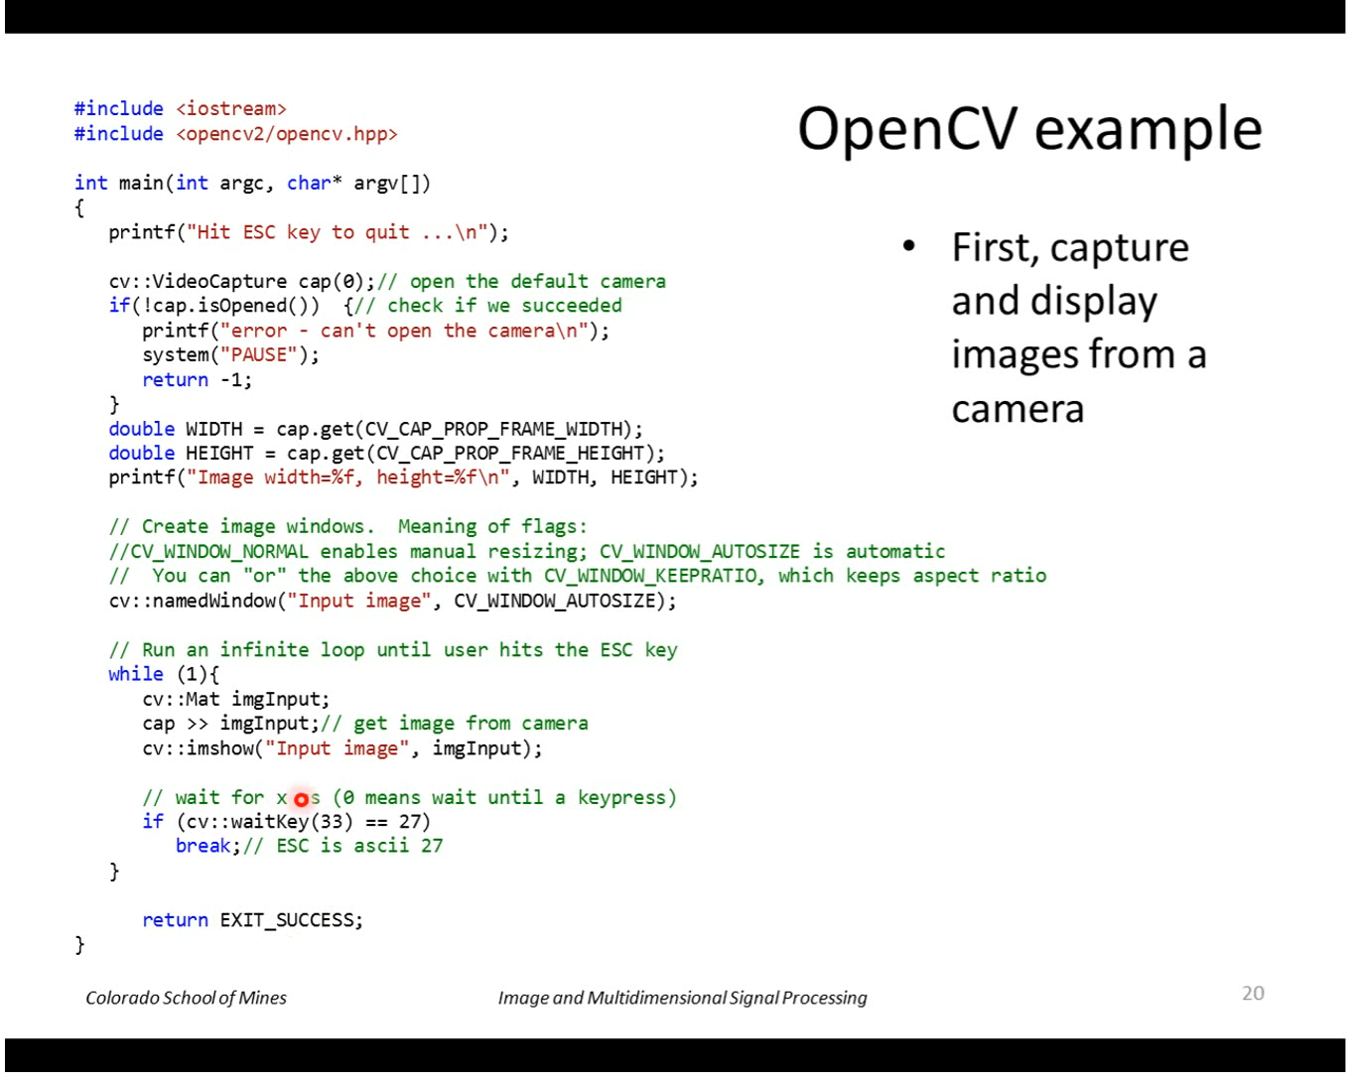 #include <iostream>
#include <opencv2/opencv.hpp>
int main(int argc, char* argv[])
{
printf("Hit ESC key to quit ...\n");
cv::VideoCapture cap(0);// open the default camera
if(!cap.isOpened())  {// check if we succeeded
printf("error - can't open the camera\n");
system("PAUSE");
return -1;
}
double WIDTH = cap.get(CV_CAP_PROP_FRAME_WIDTH);
double HEIGHT = cap.get(CV_CAP_PROP_FRAME_HEIGHT);
printf("Image width=%f, height=%f\n", WIDTH, HEIGHT);
// Create image windows.  Meaning of flags:
//CV_WINDOW_NORMAL enables manual resizing; CV_WINDOW_AUTOSIZE is automatic
//  You can "or" the above choice with CV_WINDOW_KEEPRATIO, which keeps aspect ratio
cv::namedWindow("Input image", CV_WINDOW_AUTOSIZE);
// Run an infinite loop until user hits the ESC key
while (1){
cv::Mat imgInput;
cap >> imgInput;// get image from camera
cv::imshow("Input image", imgInput);
// wait for x (0 means wait until a keypress)
if (cv::waitKey(33) == 27)
break;// ESC is ascii 27
}
return EXIT_SUCCESS;
}
OpenCV example
• First, capture
and display
images from a
camera
Colorado School of Mines
Image and Multidimensional Signal Processing
20